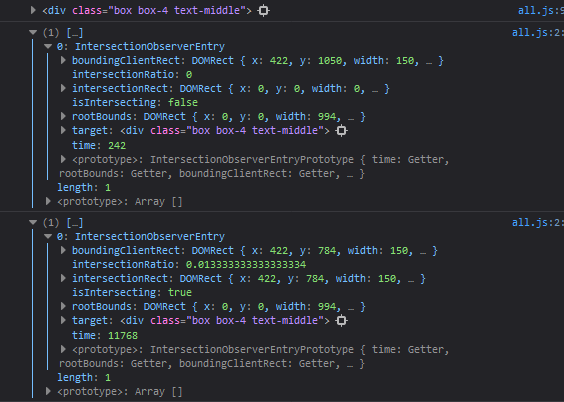 <div class="box box-4 text-middle"> all.js:9
(1) […] all.js:2:
0: IntersectionObserverEntry
boundingClientRect: DOMRect { x: 422, y: 1050, width: 150, … }
intersectionRatio: 0
intersectionRect: DOMRect { x: 0, y: 0, width: 0, … }
isIntersecting: false
rootBounds: DOMRect { x: 0, y: 0, width: 994, … }
target: <div class="box box-4 text-middle">
time: 242
<prototype>: IntersectionObserverEntryPrototype { time: Getter,
rootBounds: Getter, boundingClientRect: Getter, … }
length: 1
<prototype>: Array []
(1) […] all.js:2:
0: IntersectionObserverEntry
boundingClientRect: DOMRect { x: 422, y: 784, width: 150, … }
intersectionRatio: 0.013333333333333334
intersectionRect: DOMRect { x: 422, y: 784, width: 150, … }
isIntersecting: true
rootBounds: DOMRect { x: 0, y: 0, width: 994, … }
target: <div class="box box-4 text-middle">
time: 11768
<prototype>: IntersectionObserverEntryPrototype { time: Getter,
rootBounds: Getter, boundingClientRect: Getter, … }
length: 1
<prototype>: Array []